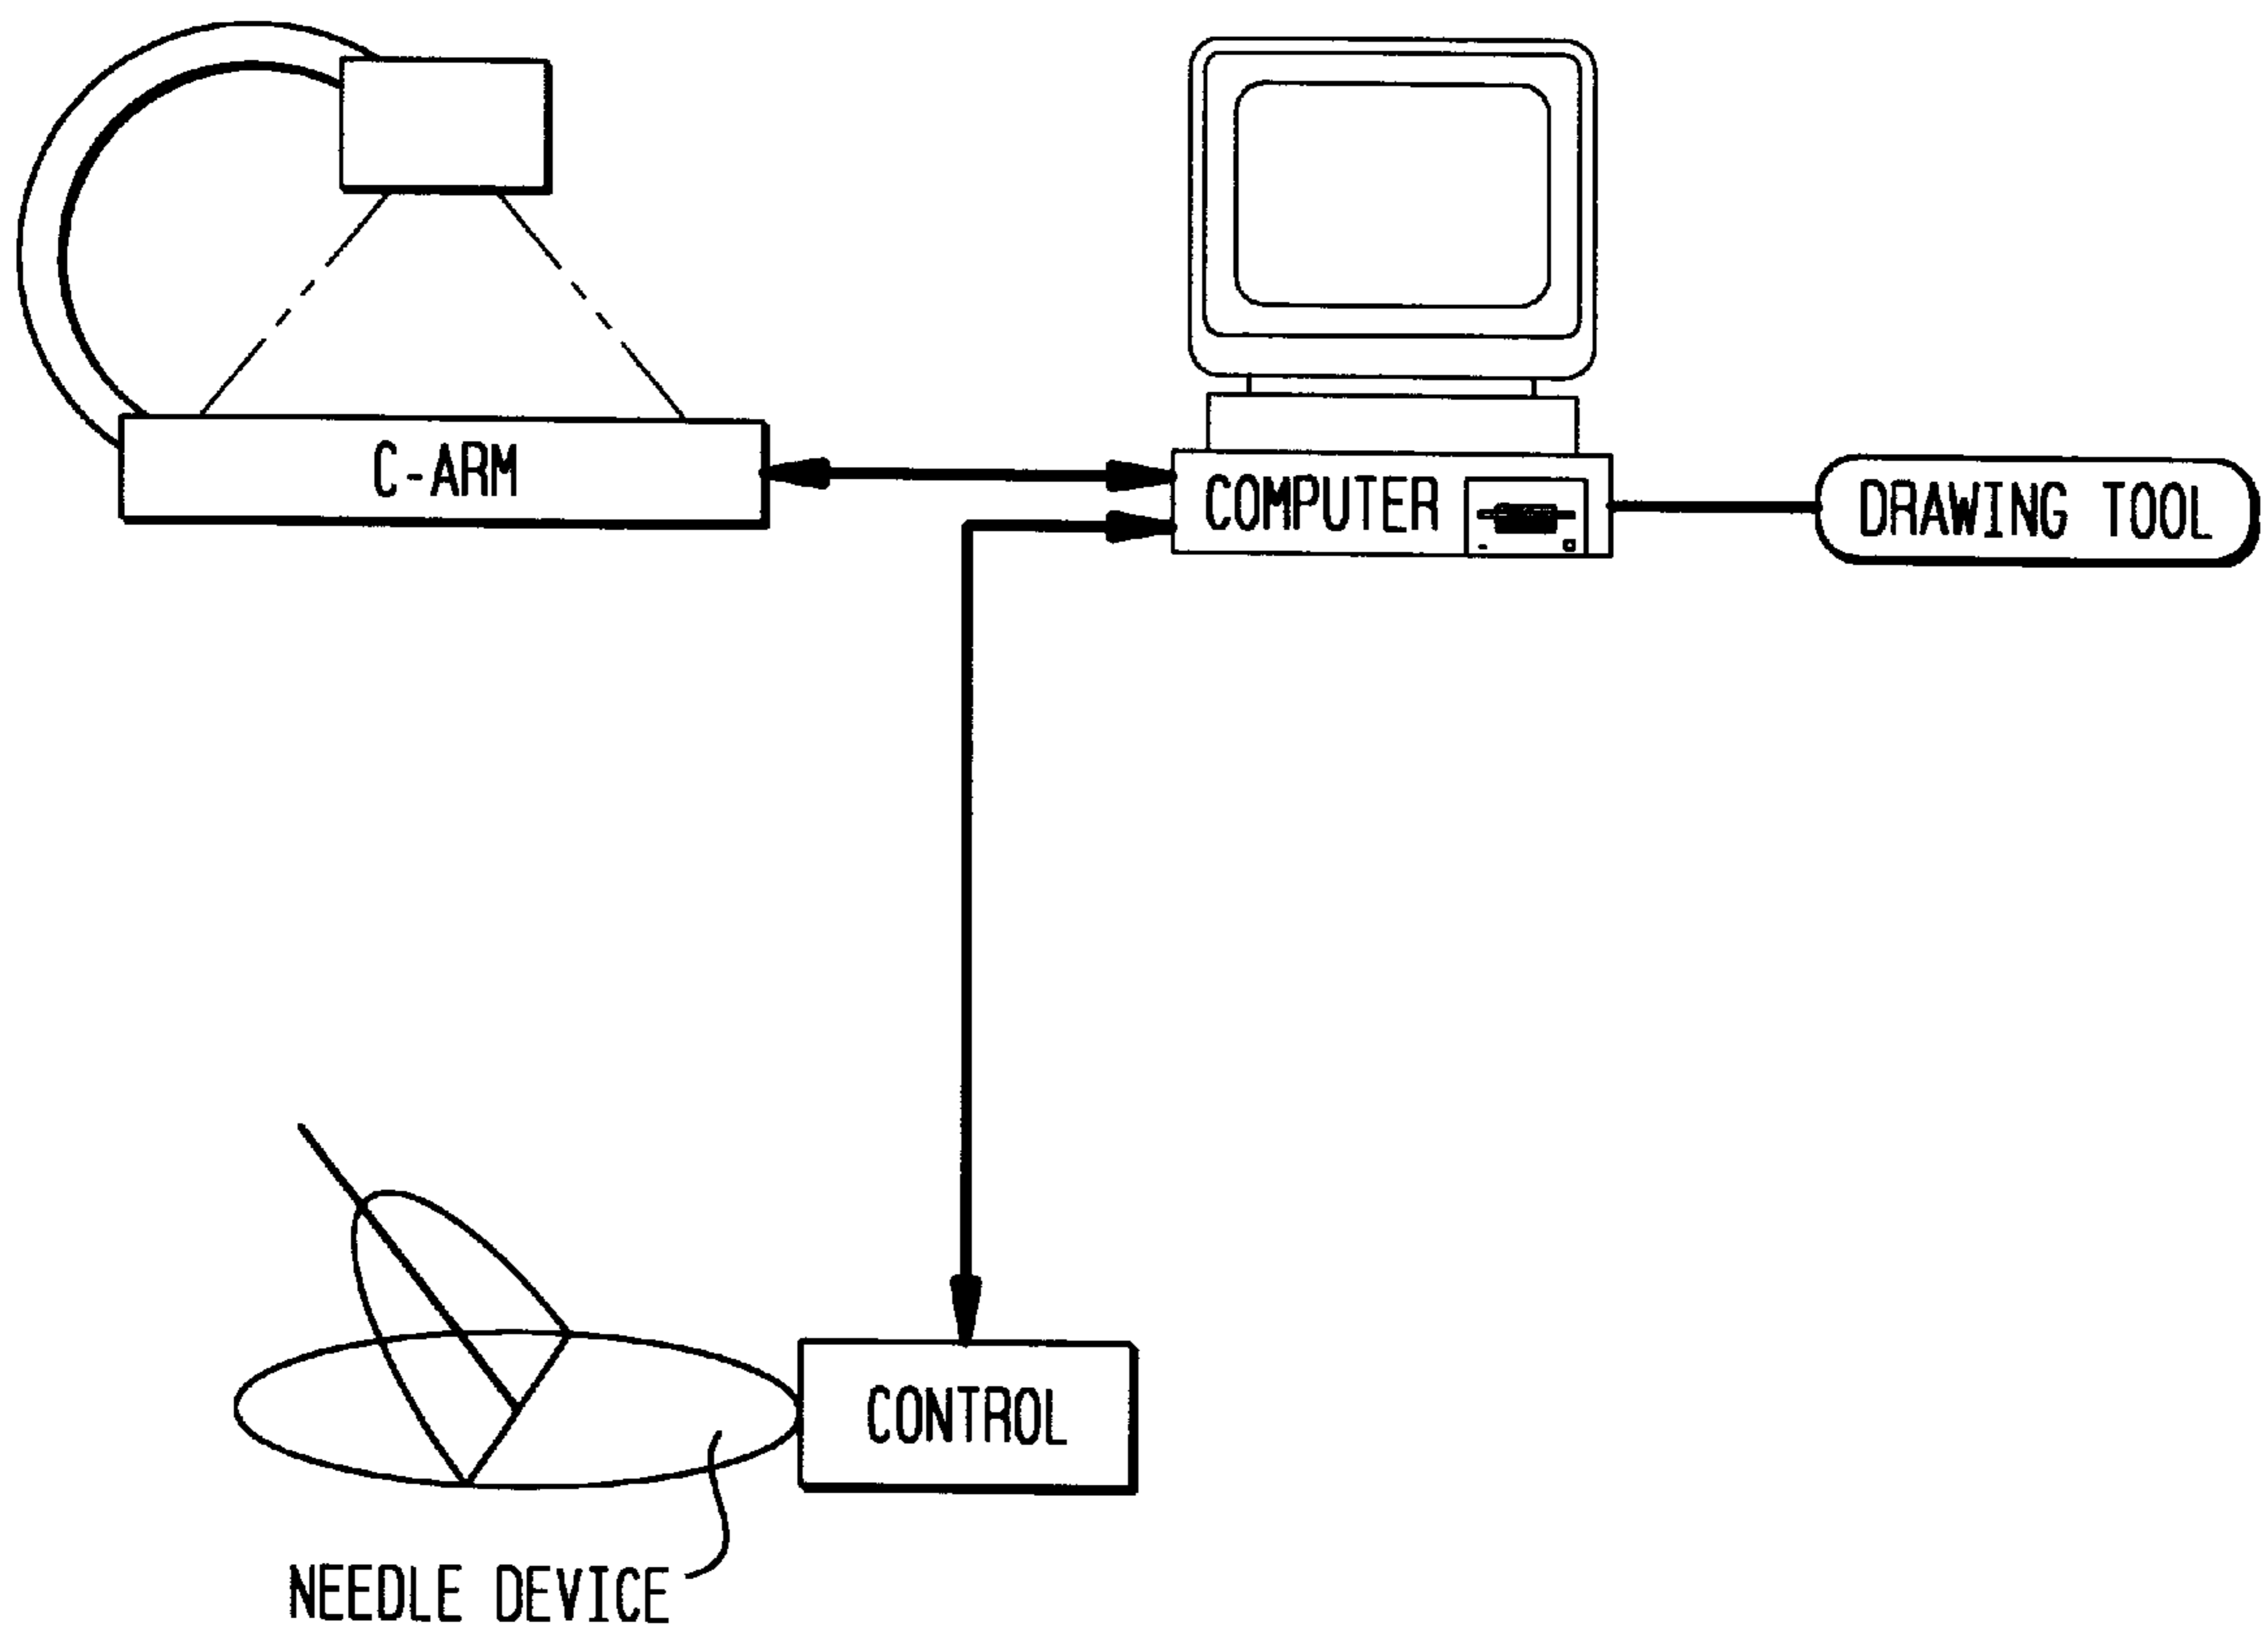 C-ARM
COMPUTER
DRAWING TOOL
CONTROL
NEEDLE DEVICE